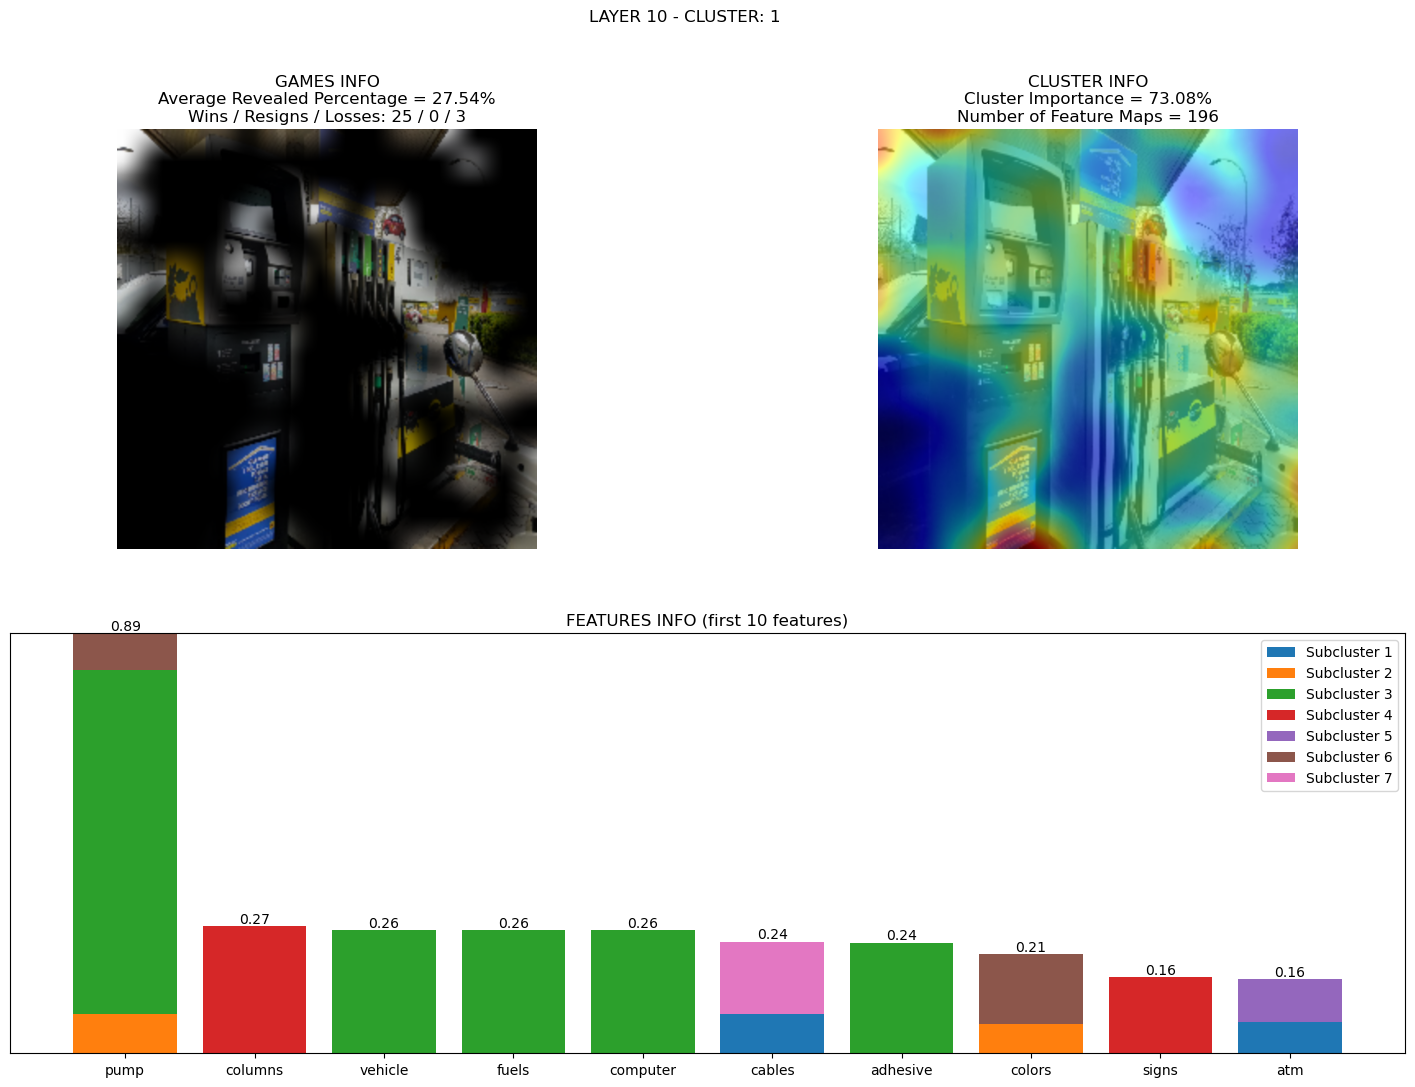 LAYER 10 - CLUSTER: 1
GAMES INFO
Average Revealed Percentage = 27.54%
Wins / Resigns / Losses: 25 / 0 / 3
CLUSTER INFO
Cluster Importance = 73.08%
Number of Feature Maps = 196
FEATURES INFO (first 10 features)
0.89
0.27
0.26
0.26
0.26
0.24
0.24
0.21
0.16
0.16
Subcluster 1
Subcluster 2
Subcluster 3
Subcluster 4
Subcluster 5
Subcluster 6
Subcluster 7
pump
columns
vehicle
fuels
computer
cables
adhesive
colors
signs
atm